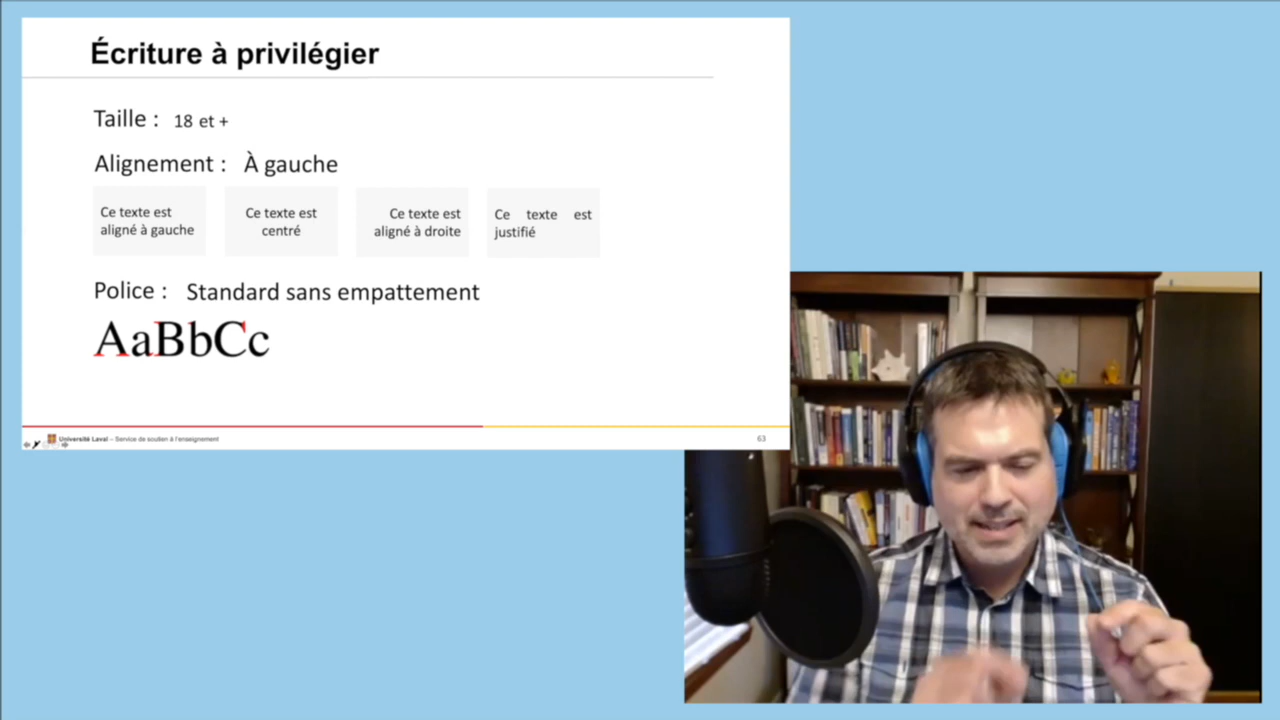 Écriture à privilégier
Taille : 18 et +
Alignement : À gauche
Ce texte est
aligné à gauche
Ce texte est
centré
Ce texte est
aligné à droite
Ce texte est
justifié
Police : Standard sans empattement
AaBbCc
Université Laval – Service de soutien à l'enseignement
63